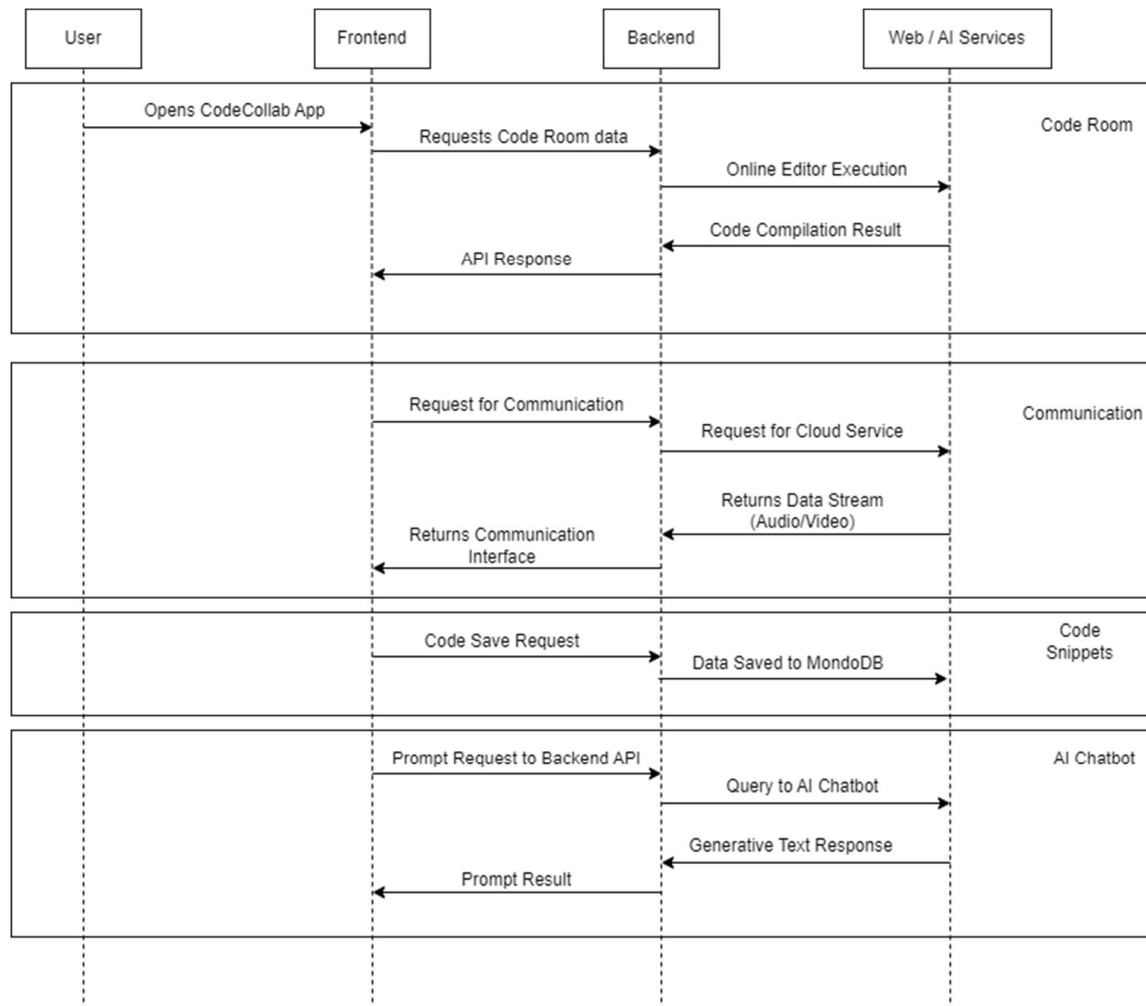 User
Frontend
Backend
Web / AI Services
Opens CodeCollab App
Code Room
Requests Code Room data
Online Editor Execution
Code Compilation Result
API Response
Request for Communication
Communication
Request for Cloud Service
Returns Data Stream
(Audio/Video)
Returns Communication
Interface
Code Save Request
Code
Snippets
Data Saved to MondoDB
Prompt Request to Backend API
AI Chatbot
Query to AI Chatbot
Generative Text Response
Prompt Result